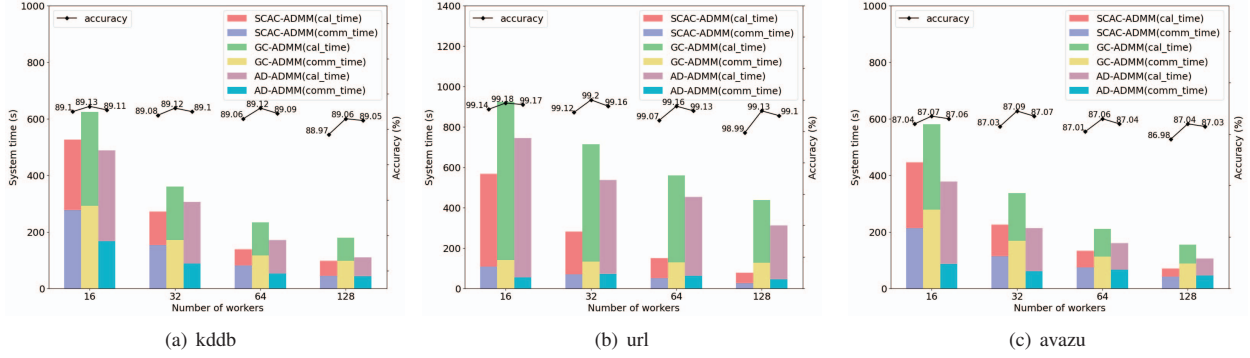 1000
800
600
400
200
0
System time (s)
accuracy
SCAC-ADMM(cal_time)
SCAC-ADMM(comm_time)
GC-ADMM(cal_time)
GC-ADMM(comm_time)
AD-ADMM(cal_time)
AD-ADMM(comm_time)
89.1
89.13
89.11
89.08
89.12
89.1
89.06
89.12
89.09
88.97
89.06
89.05
Accuracy (%)
16 32 64 128
Number of workers
(a) kddb
1400
1200
1000
800
600
400
200
0
System time (s)
accuracy
SCAC-ADMM(cal_time)
SCAC-ADMM(comm_time)
GC-ADMM(cal_time)
GC-ADMM(comm_time)
AD-ADMM(cal_time)
AD-ADMM(comm_time)
99.14
99.18
99.17
99.12
99.2
99.16
99.07
99.16
99.13
98.99
99.13
99.1
Accuracy (%)
16 32 64 128
Number of workers
(b) url
1000
800
600
400
200
0
System time (s)
accuracy
SCAC-ADMM(cal_time)
SCAC-ADMM(comm_time)
GC-ADMM(cal_time)
GC-ADMM(comm_time)
AD-ADMM(cal_time)
AD-ADMM(comm_time)
87.04
87.07
87.06
87.03
87.09
87.07
87.01
87.06
87.04
86.98
87.04
87.03
Accuracy (%)
16 32 64 128
Number of workers
(c) avazu